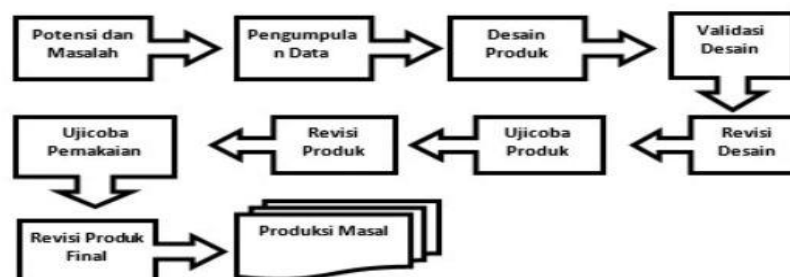 Potensi dan
Masalah
Pengumpula
n Data
Desain
Produk
Validasi
Desain
Revisi
Desain
Ujicoba
Produk
Revisi
Produk
Ujicoba
Pemakaian
Revisi Produk
Final
Produksi Masal